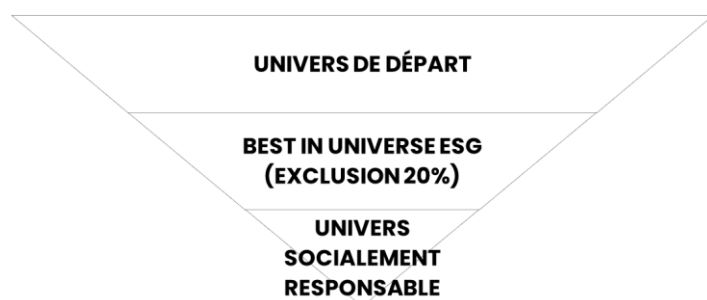 UNIVERS DE DÉPART
BEST IN UNIVERSE ESG
(EXCLUSION 20%)
UNIVERS
SOCIALEMENT
RESPONSABLE